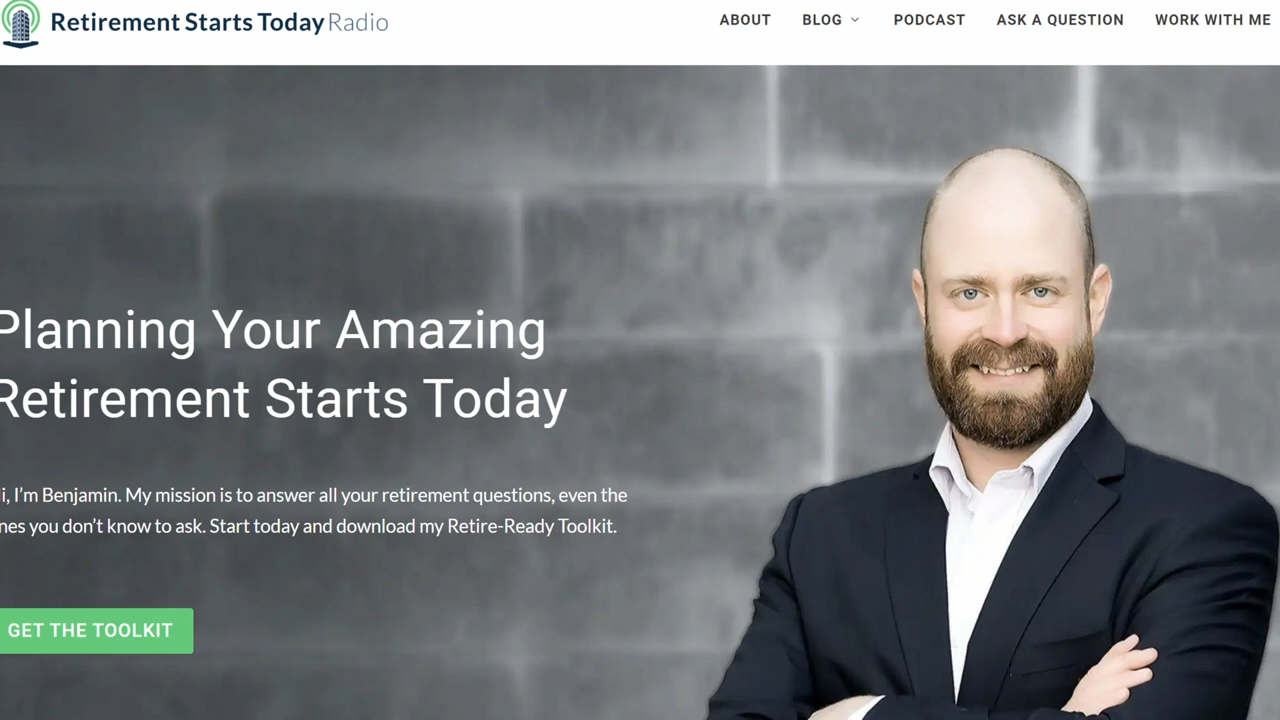 Retirement Starts Today Radio
ABOUT
BLOG
PODCAST
ASK A QUESTION
WORK WITH ME
Planning Your Amazing
Retirement Starts Today
i, I'm Benjamin. My mission is to answer all your retirement questions, even the
nes you don't know to ask. Start today and download my Retire-Ready Toolkit.
GET THE TOOLKIT